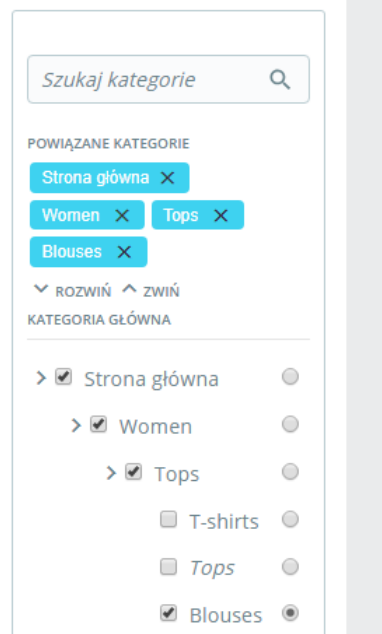 Szukaj kategorie
POWIĄZANE KATEGORIE
Strona główna
Women Tops
Blouses
ROZWIŃ ZWIŃ
KATEGORIA GŁÓWNA
Strona główna
Women
Tops
T-shirts
Tops
Blouses